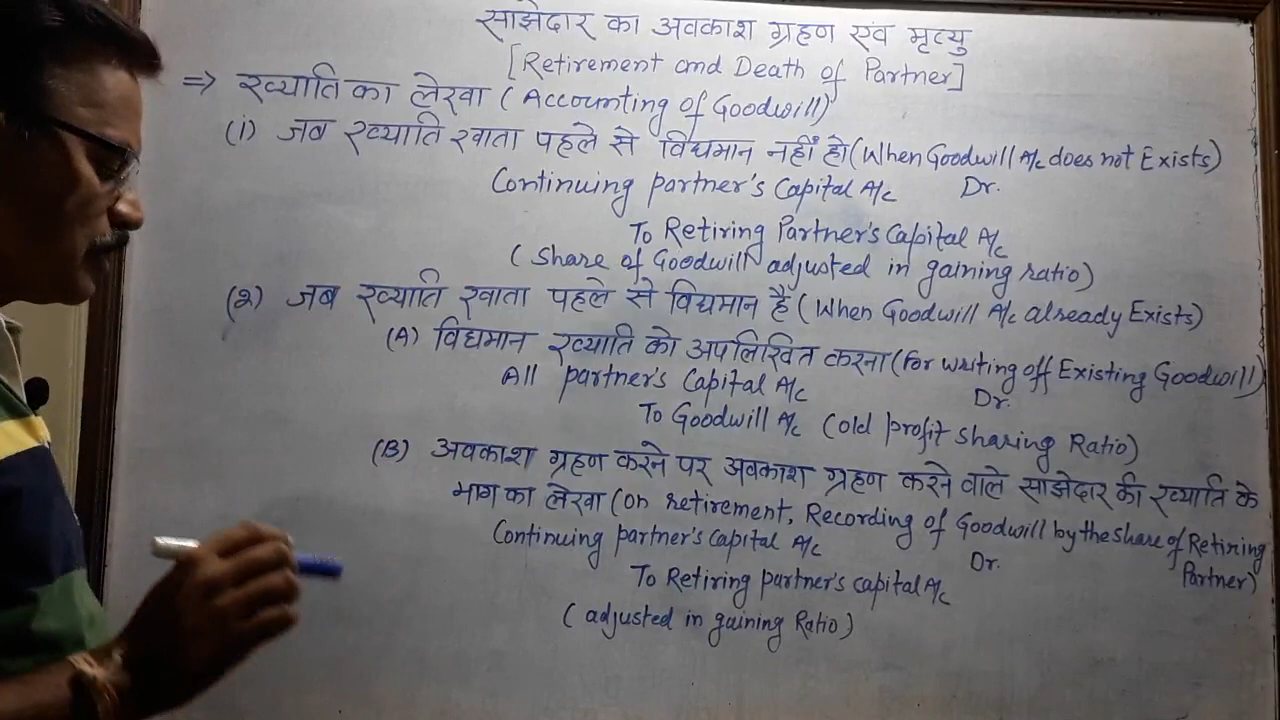 साझेदार का अवकाश ग्रहण एवं मृत्यु
[Retirement and Death of Partner]
⇒ ख्याति का लेखा (Accounting of Goodwill)
(i) जब ख्याति खाता पहले से विद्यमान नहीं हो (When Goodwill A/c does not Exists)
Continuing partner's Capital A/c Dr.
To Retiring Partner's Capital A/c
(Share of Goodwill adjusted in gaining ratio)
(२) जब ख्याति खाता पहले से विद्यमान है (When Goodwill A/c already Exists)
(A) विद्यमान ख्याति को अपलिखित करना (for writing off Existing Goodwill)
All partner's Capital A/c Dr.
To Goodwill A/c (old profit sharing Ratio)
(B) अवकाश ग्रहण करने पर अवकाश ग्रहण करने वाले साझेदार की ख्याति के
भाग का लेखा (on retirement, Recording of Goodwill by the share of Retining
Partner)
Continuing partner's capital A/c Dr.
To Retiring partner's capital A/c
(adjusted in gaining Ratio)